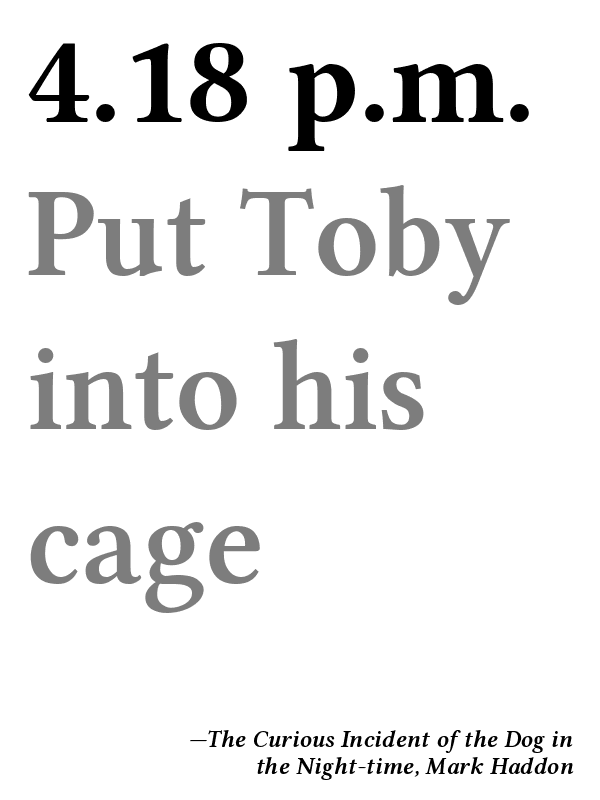 4.18 p.m.
Put Toby
into his
cage
—The Curious Incident of the Dog in
the Night-time, Mark Haddon